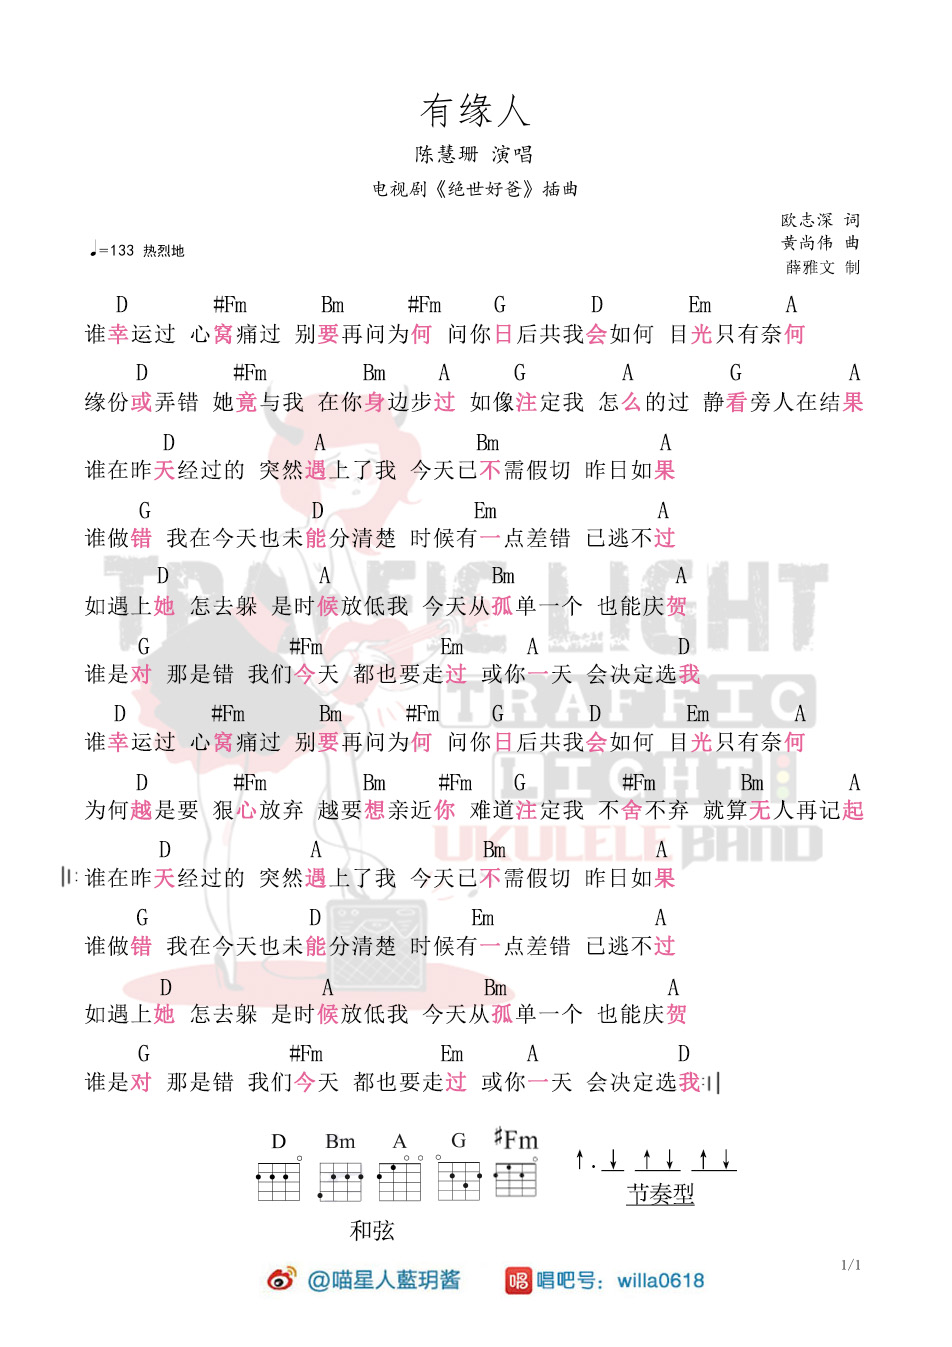 有缘人
陈慧珊 演唱
电视剧《绝世好爸》插曲
欧志深 词
♩=133 热烈地
黄尚伟 曲
薛雅文 制
D #Fm Bm #Fm G D Em A
谁幸运过 心窝痛过 别要再问为何 问你日后共我会如何 目光只有奈何
D #Fm Bm A G A G A
缘份或弄错 她竟与我 在你身边步过 如像注定我 怎么的过 静看旁人在结果
D A Bm A
谁在昨天经过的 突然遇上了我 今天已不需假切 昨日如果
G D Em A
谁做错 我在今天也未能分清楚 时候有一点差错 已逃不过
D A Bm A
如遇上她 怎去躲 是时候放低我 今天从孤单一个 也能庆贺
G #Fm Em A D
谁是对 那是错 我们今天 都也要走过 或你一天 会决定选我
D #Fm Bm #Fm G D Em A
谁幸运过 心窝痛过 别要再问为何 问你日后共我会如何 目光只有奈何
D #Fm Bm #Fm G #Fm Bm A
为何越是要 狠心放弃 越要想亲近你 难道注定我 不舍不弃 就算无人再记起
D A Bm A
谁在昨天经过的 突然遇上了我 今天已不需假切 昨日如果
G D Em A
谁做错 我在今天也未能分清楚 时候有一点差错 已逃不过
D A Bm A
如遇上她 怎去躲 是时候放低我 今天从孤单一个 也能庆贺
G #Fm Em A D
谁是对 那是错 我们今天 都也要走过 或你一天 会决定选我
TRAFFIC LIGHT
TRAFFIC
LIGHT
UKULELE BAND
D Bm A G #Fm
和弦
节奏型
1/1
@喵星人藍玥酱 唱吧 唱吧号：willa0618